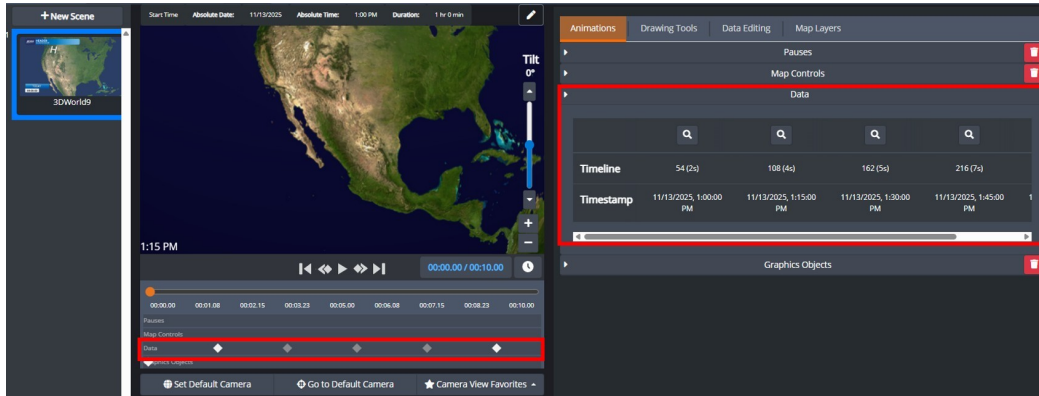 + New Scene
3DWorld9
Start Time Absolute Date: 11/13/2025 Absolute Time: 1:00 PM Duration: 1 hr 0 min
Tilt
0°
1:15 PM
00:00.00 / 00:10.00
00:00.00 00:01.08 00:02.15 00:03.23 00:05.00 00:06.08 00:07.15 00:08.23 00:10.00
Pauses
Map Controls
Data
Graphics Objects
Set Default Camera Go to Default Camera Camera View Favorites
Animations Drawing Tools Data Editing Map Layers
Pauses
Map Controls
Data
Timeline 54 (2s) 108 (4s) 162 (5s) 216 (7s)
Timestamp 11/13/2025, 1:00:00 PM 11/13/2025, 1:15:00 PM 11/13/2025, 1:30:00 PM 11/13/2025, 1:45:00 PM 1
Graphics Objects